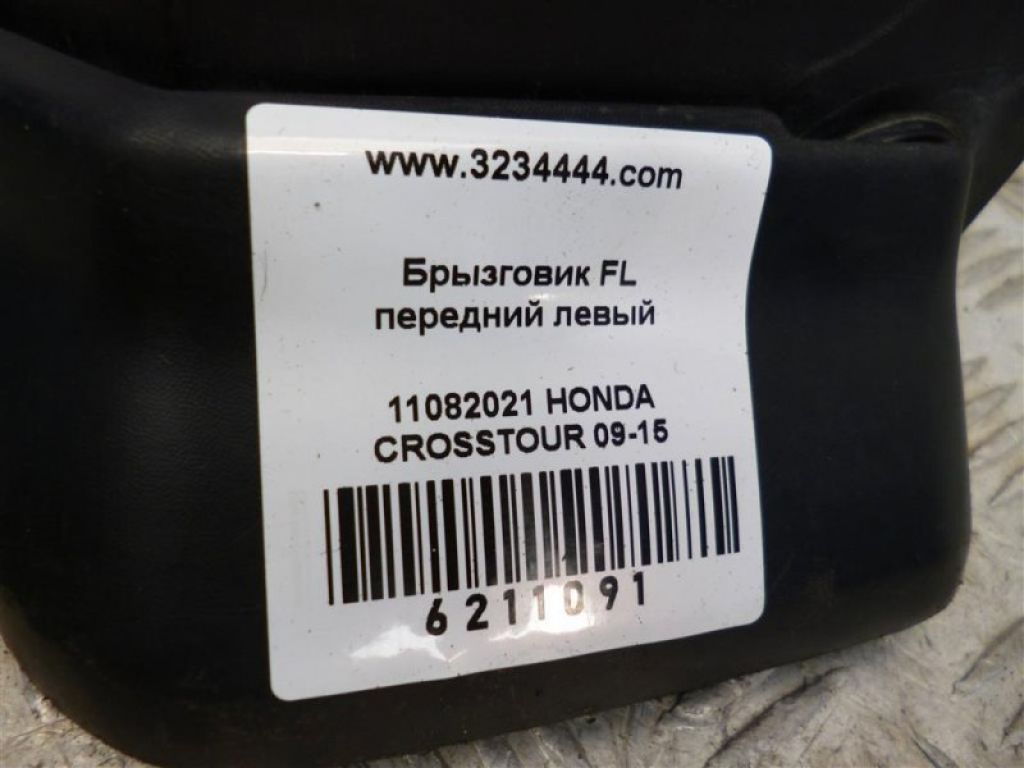 www.3234444.com
Брызговик FL
передний левый
11082021 HONDA
CROSSTOUR 09-15
6211091